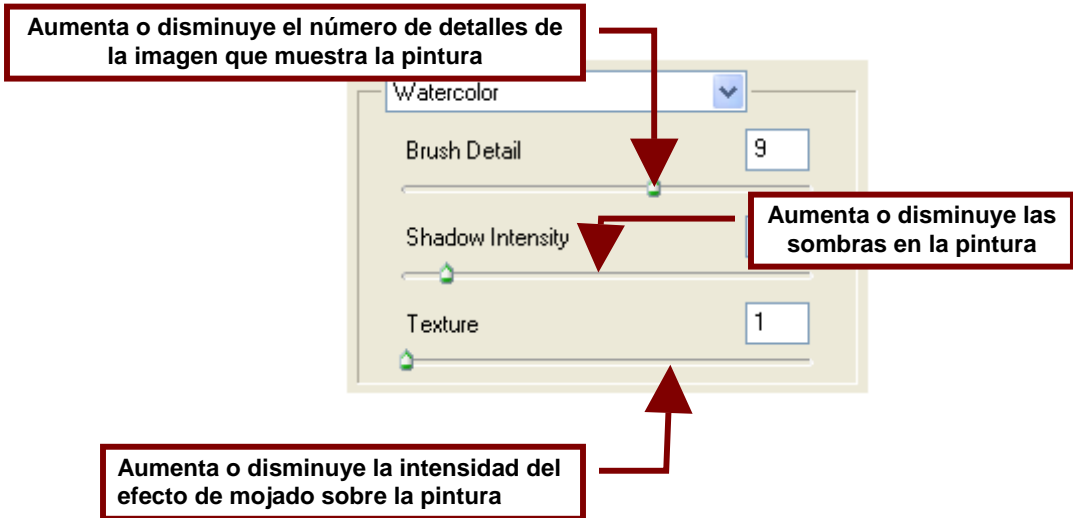 Aumenta o disminuye el número de detalles de
la imagen que muestra la pintura
Watercolor
Brush Detail
9
Aumenta o disminuye las
sombras en la pintura
Shadow Intensity
Texture
1
Aumenta o disminuye la intensidad del
efecto de mojado sobre la pintura